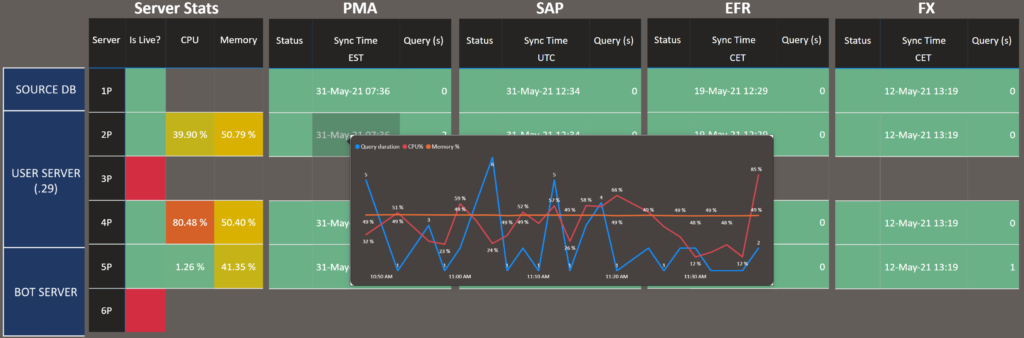 Server Stats PMA SAP EFR FX
Server Is Live? CPU Memory Status Sync Time Query (s) Status Sync Time Query (s) Status Sync Time Query (s) Status Sync Time Query (s)
EST UTC CET CET
SOURCE DB 1P 31-May-21 07:36 0 31-May-21 12:34 0 19-May-21 12:29 0 12-May-21 13:19 0
2P 39.90 % 50.79 % 31-May-21 07:36 2 31-May-21 12:34 0 19-May-21 12:29 0 12-May-21 13:19 0
USER SERVER
(.29)
3P
4P 80.48 % 50.40 % 31-M 0 12-May-21 13:19 0
5P 1.26 % 41.35 % 31-M 0 12-May-21 13:19 1
BOT SERVER
6P
Query duration CPU% Memory %
5 5 85 %
59 % 66 %
51 % 52 % 57 % 58 % 4
49 % 49 % 49 % 49 % 49 % 49 % 49 % 49 % 49 %
32 % 3 48 % 48 %
23 % 24 % 26 % 2
12 % 12 %
1 1 1 1 1
10:50 AM 11:00 AM 11:10 AM 11:20 AM 11:30 AM